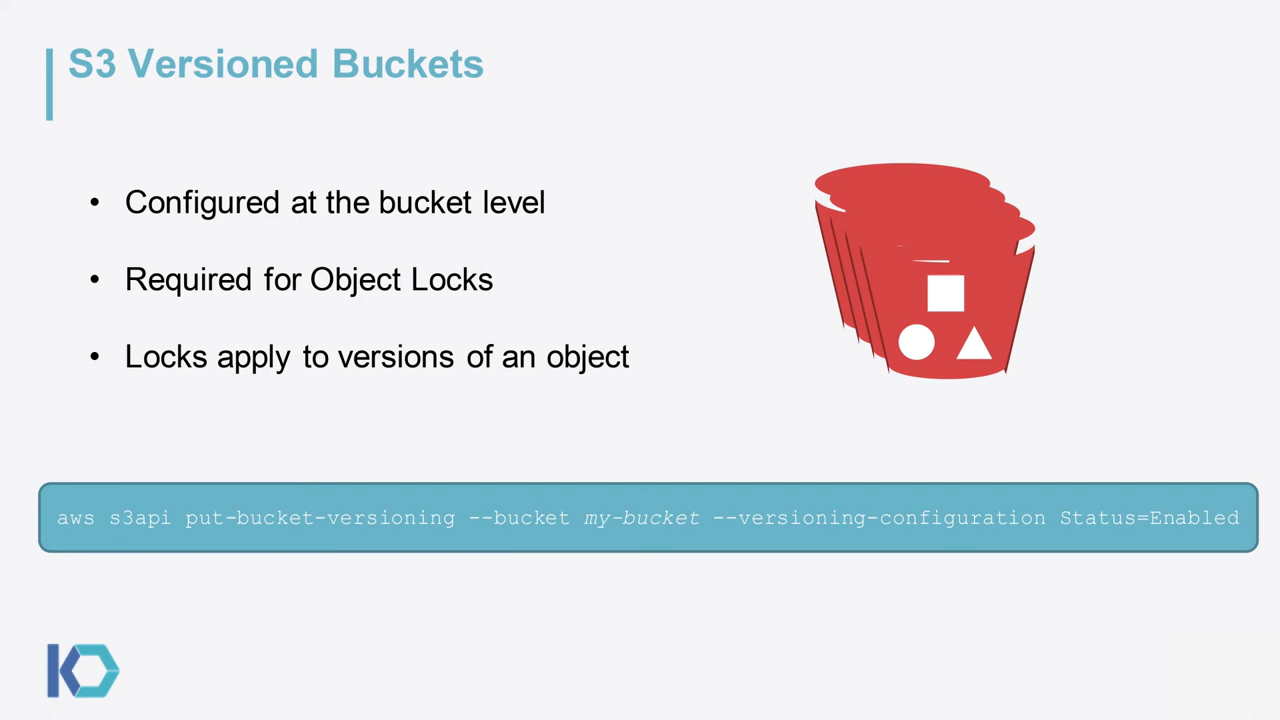 S3 Versioned Buckets
• Configured at the bucket level
• Required for Object Locks
• Locks apply to versions of an object
aws s3api put-bucket-versioning --bucket my-bucket --versioning-configuration Status=Enabled